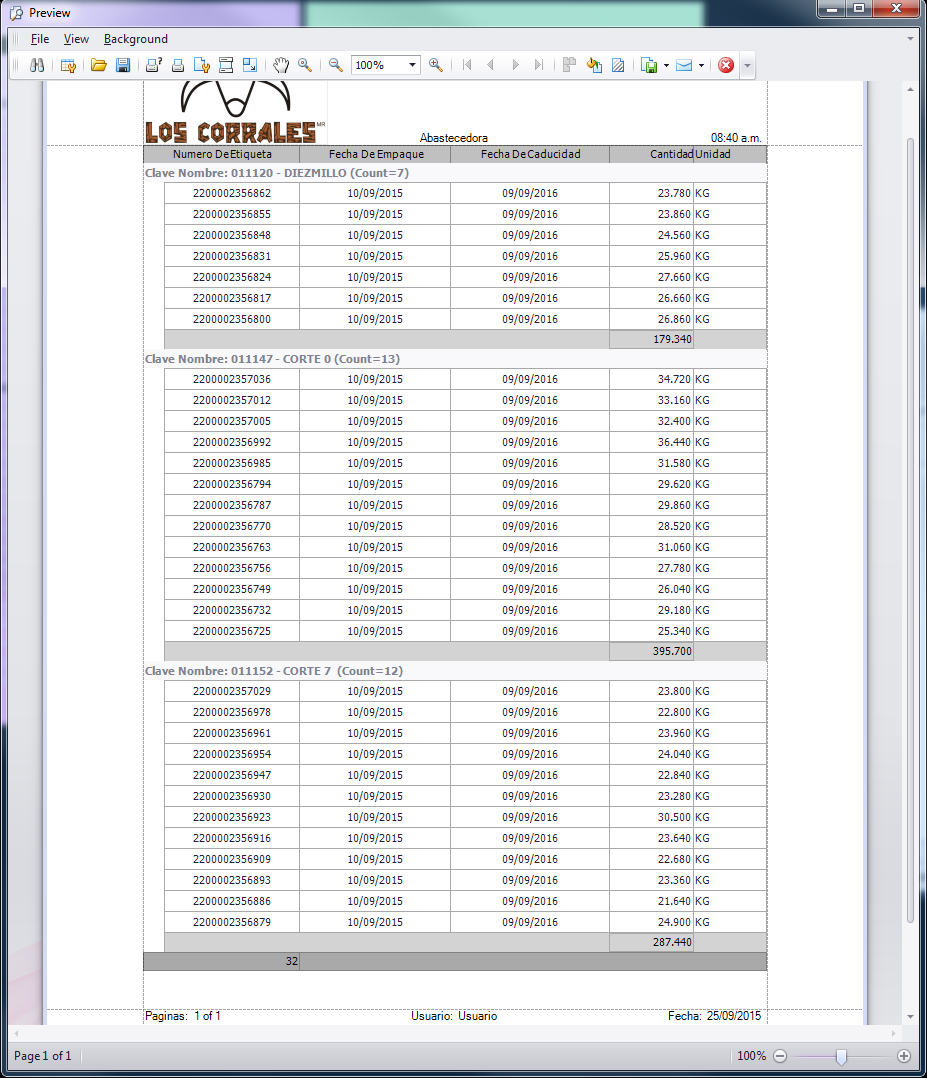 Preview
File View Background
100%
LOS CORRALES MR
Abastecedora 08:40 a.m.
Numero De Etiqueta Fecha De Empaque Fecha De Caducidad Cantidad Unidad
Clave Nombre: 011120 - DIEZMILLO (Count=7)
2200002356862 10/09/2015 09/09/2016 23.780 KG
2200002356855 10/09/2015 09/09/2016 23.860 KG
2200002356848 10/09/2015 09/09/2016 24.560 KG
2200002356831 10/09/2015 09/09/2016 25.960 KG
2200002356824 10/09/2015 09/09/2016 27.660 KG
2200002356817 10/09/2015 09/09/2016 26.660 KG
2200002356800 10/09/2015 09/09/2016 26.860 KG
179.340
Clave Nombre: 011147 - CORTE 0 (Count=13)
2200002357036 10/09/2015 09/09/2016 34.720 KG
2200002357012 10/09/2015 09/09/2016 33.160 KG
2200002357005 10/09/2015 09/09/2016 32.400 KG
2200002356992 10/09/2015 09/09/2016 36.440 KG
2200002356985 10/09/2015 09/09/2016 31.580 KG
2200002356794 10/09/2015 09/09/2016 29.620 KG
2200002356787 10/09/2015 09/09/2016 29.860 KG
2200002356770 10/09/2015 09/09/2016 28.520 KG
2200002356763 10/09/2015 09/09/2016 31.060 KG
2200002356756 10/09/2015 09/09/2016 27.780 KG
2200002356749 10/09/2015 09/09/2016 26.040 KG
2200002356732 10/09/2015 09/09/2016 29.180 KG
2200002356725 10/09/2015 09/09/2016 25.340 KG
395.700
Clave Nombre: 011152 - CORTE 7 (Count=12)
2200002357029 10/09/2015 09/09/2016 23.800 KG
2200002356978 10/09/2015 09/09/2016 22.800 KG
2200002356961 10/09/2015 09/09/2016 23.960 KG
2200002356954 10/09/2015 09/09/2016 24.040 KG
2200002356947 10/09/2015 09/09/2016 22.840 KG
2200002356930 10/09/2015 09/09/2016 23.280 KG
2200002356923 10/09/2015 09/09/2016 30.500 KG
2200002356916 10/09/2015 09/09/2016 23.640 KG
2200002356909 10/09/2015 09/09/2016 22.680 KG
2200002356893 10/09/2015 09/09/2016 23.360 KG
2200002356886 10/09/2015 09/09/2016 21.640 KG
2200002356879 10/09/2015 09/09/2016 24.900 KG
287.440
32
Paginas: 1 of 1 Usuario: Usuario Fecha: 25/09/2015
Page 1 of 1 100%